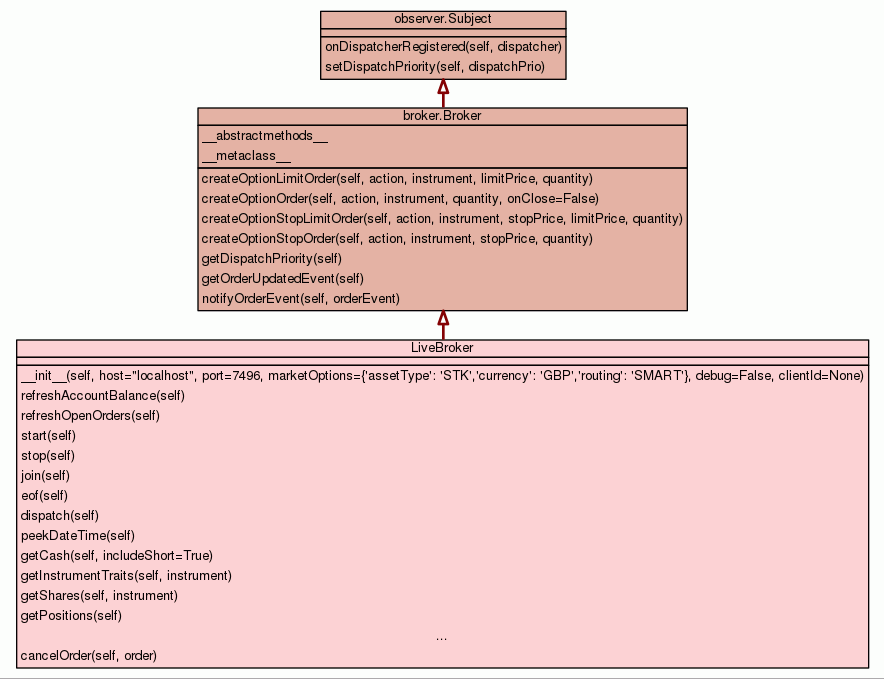 observer.Subject
onDispatcherRegistered(self, dispatcher)
setDispatchPriority(self, dispatchPrio)
broker.Broker
__abstractmethods__
__metaclass__
createOptionLimitOrder(self, action, instrument, limitPrice, quantity)
createOptionOrder(self, action, instrument, quantity, onClose=False)
createOptionStopLimitOrder(self, action, instrument, stopPrice, limitPrice, quantity)
createOptionStopOrder(self, action, instrument, stopPrice, quantity)
getDispatchPriority(self)
getOrderUpdatedEvent(self)
notifyOrderEvent(self, orderEvent)
LiveBroker
__init__(self, host="localhost", port=7496, marketOptions={'assetType': 'STK','currency': 'GBP','routing': 'SMART'}, debug=False, clientId=None)
refreshAccountBalance(self)
refreshOpenOrders(self)
start(self)
stop(self)
join(self)
eof(self)
dispatch(self)
peekDateTime(self)
getCash(self, includeShort=True)
getInstrumentTraits(self, instrument)
getShares(self, instrument)
getPositions(self)
...
cancelOrder(self, order)